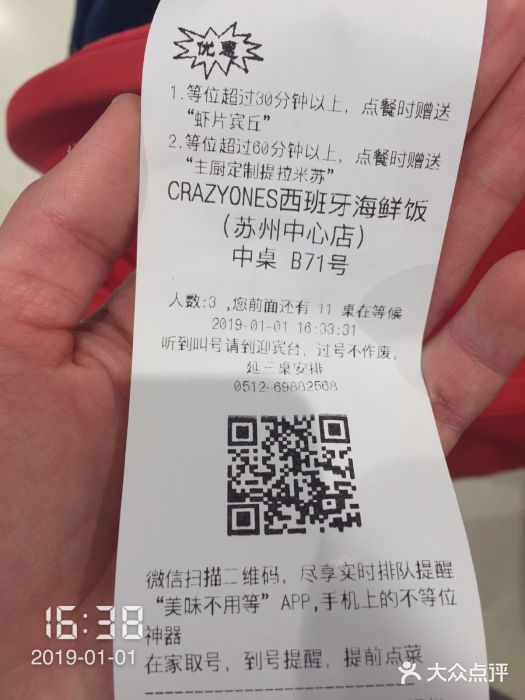 优惠
1.等位超过30分钟以上，点餐时赠送
“虾片宾丘”
2.等位超过60分钟以上，点餐时赠送
“主厨定制提拉米苏”
CRAZYONES西班牙海鲜饭
(苏州中心店)
中桌 B71号
人数:3 ,您前面还有 11 桌在等候
2019-01-01 16:33:31
听到叫号请到迎宾台，过号不作废，
延三桌安排
0512-69882568
微信扫描二维码，尽享实时排队提醒
“美味不用等”APP,手机上的不等位
神器
在家取号，到号提醒，提前点菜
16:38
2019-01-01
大众点评